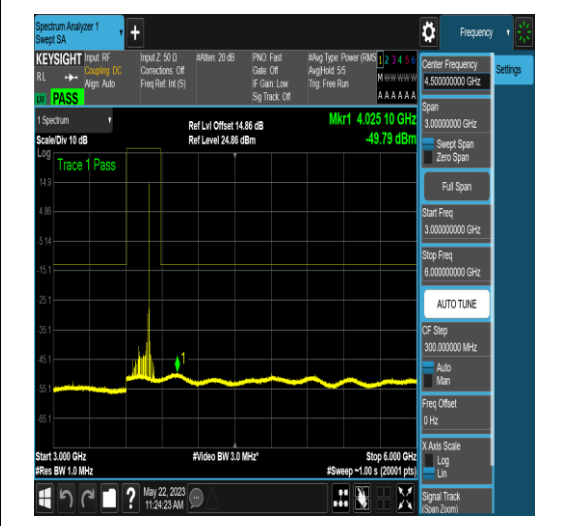 Spectrum Analyzer 1
Swept SA
+
Frequency
KEYSIGHT
RL
Input: RF
Coupling: DC
Align: Auto
Input Z: 50 Ω
Corrections: Off
Freq Ref: Int (S)
#Atten: 20 dB
PNO: Fast
Gate: Off
IF Gain: Low
Sig Track: Off
#Avg Type: Power (RMS
Avg|Hold: 5/5
Trig: Free Run
1 2 3 4 5 6
M W W W W W
A A A A A A
PASS
1 Spectrum
Scale/Div 10 dB
Log
Ref Lvl Offset 14.86 dB
Ref Level 24.86 dBm
Mkr1 4.025 10 GHz
-49.79 dBm
Trace 1 Pass
14.9
4.86
-5.14
-15.1
-25.1
-35.1
-45.1
-55.1
-65.1
1
Start 3.000 GHz
#Res BW 1.0 MHz
#Video BW 3.0 MHz*
Stop 6.000 GHz
#Sweep ~1.00 s (20001 pts)
May 22, 2023
11:24:23 AM
?
Center Frequency
4.500000000 GHz
Settings
Span
3.00000000 GHz
Swept Span
Zero Span
Full Span
Start Freq
3.000000000 GHz
Stop Freq
6.000000000 GHz
AUTO TUNE
CF Step
300.000000 MHz
Auto
Man
Freq Offset
0 Hz
X Axis Scale
Log
Lin
Signal Track
(Span Zoom)